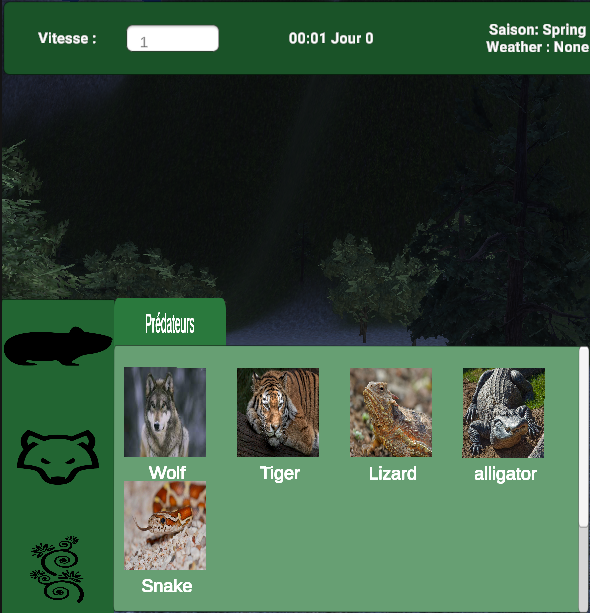 Vitesse :
1
00:01 Jour 0
Saison: Spring
Weather : None
Prédateurs
Wolf
Tiger
Lizard
alligator
Snake